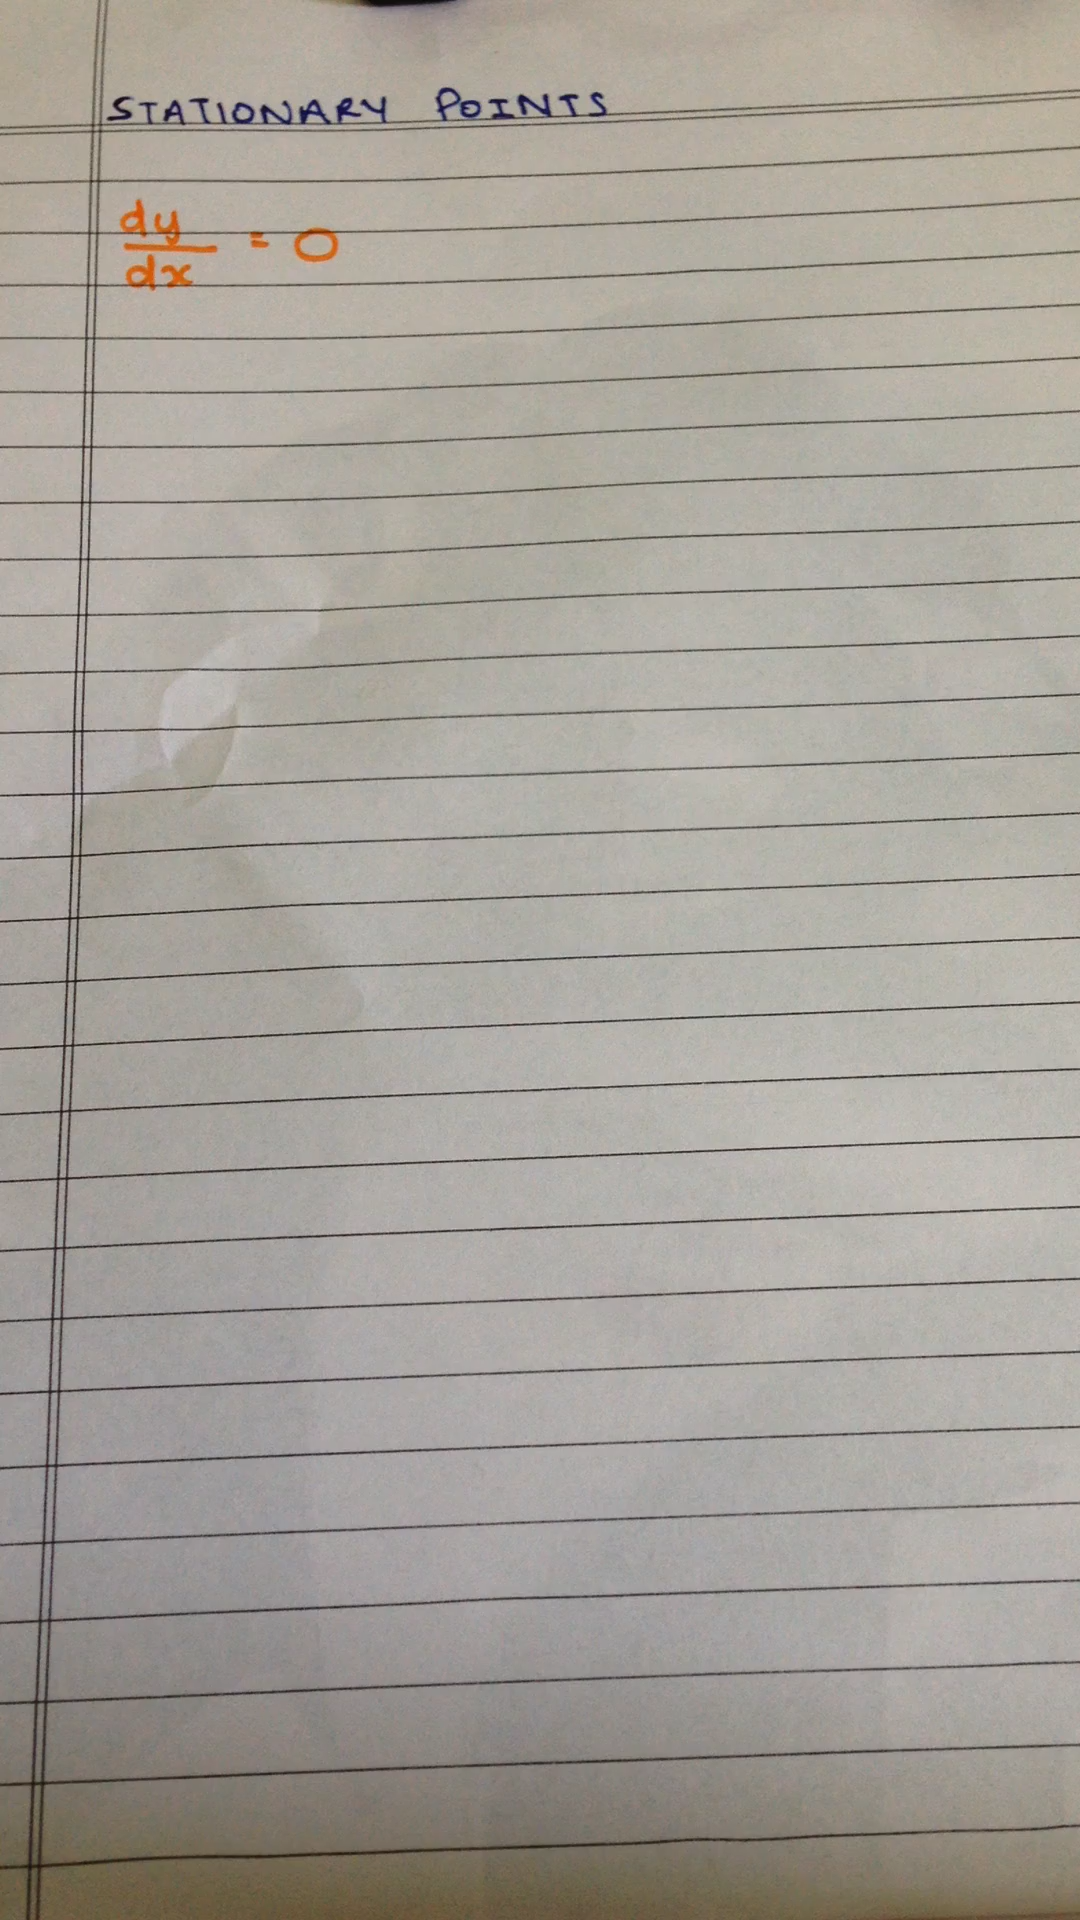 STATIONARY POINTS
dy/dx = 0